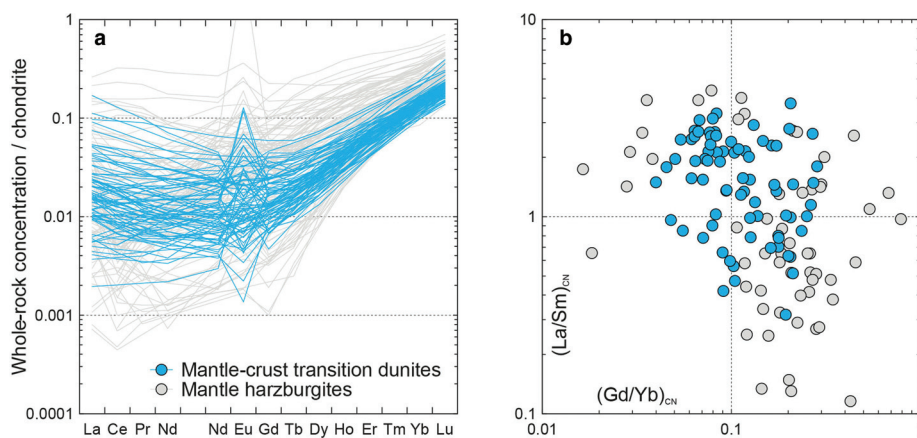 a
Whole-rock concentration / chondrite
1
0.1
0.01
0.001
0.0001
La Ce Pr Nd Nd Eu Gd Tb Dy Ho Er Tm Yb Lu
Mantle-crust transition dunites
Mantle harzburgites
b
10
1
0.1
(La/Sm)CN
(Gd/Yb)CN
0.01 0.1